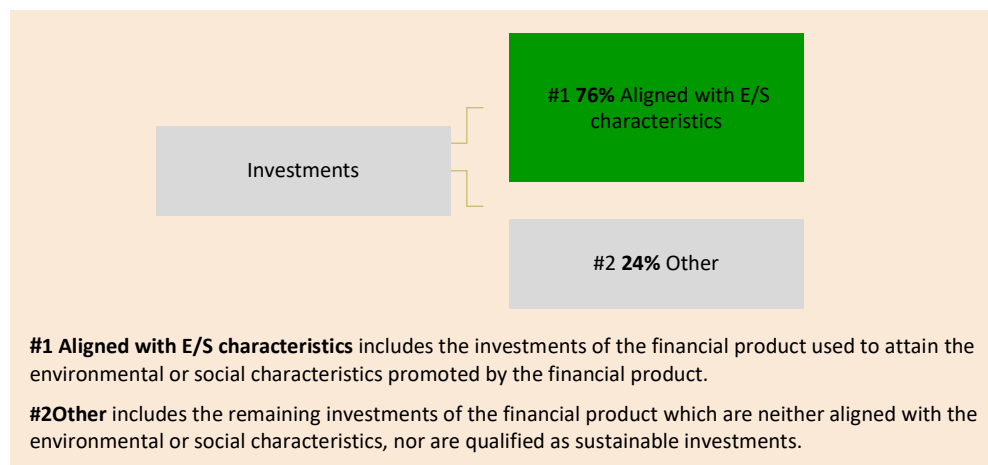 #1 76% Aligned with E/S
characteristics
Investments
#2 24% Other
#1 Aligned with E/S characteristics includes the investments of the financial product used to attain the
environmental or social characteristics promoted by the financial product.
#2Other includes the remaining investments of the financial product which are neither aligned with the
environmental or social characteristics, nor are qualified as sustainable investments.